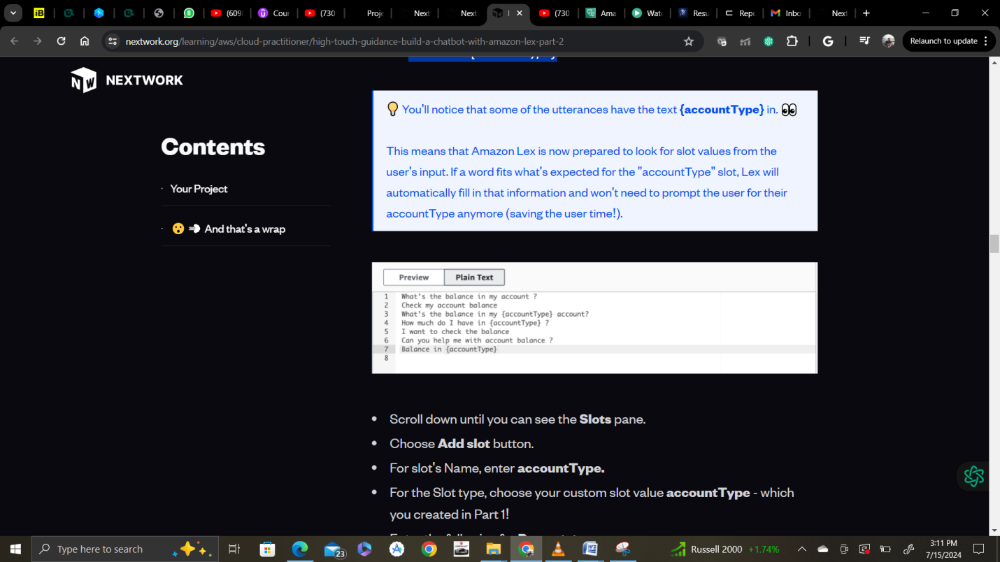 (609
Cour
(730
Proje
Next
Next
(730
Ama
Watc
Resu
Repo
Inbo
Next
nextwork.org/learning/aws/cloud-practitioner/high-touch-guidance-build-a-chatbot-with-amazon-lex-part-2
Relaunch to update
NEXTWORK
Contents
· Your Project
· 😮💨 And that's a wrap
💡 You'll notice that some of the utterances have the text {accountType} in. 👀
This means that Amazon Lex is now prepared to look for slot values from the
user's input. If a word fits what's expected for the "accountType" slot, Lex will
automatically fill in that information and won't need to prompt the user for their
accountType anymore (saving the user time!).
Preview Plain Text
1 What's the balance in my account ?
2 Check my account balance
3 What's the balance in my {accountType} account?
4 How much do I have in {accountType} ?
5 I want to check the balance
6 Can you help me with account balance ?
7 Balance in {accountType}
8
• Scroll down until you can see the Slots pane.
• Choose Add slot button.
• For slot's Name, enter accountType.
• For the Slot type, choose your custom slot value accountType - which
you created in Part 1!
Type here to search
23
Russell 2000 +1.74%
3:11 PM
7/15/2024